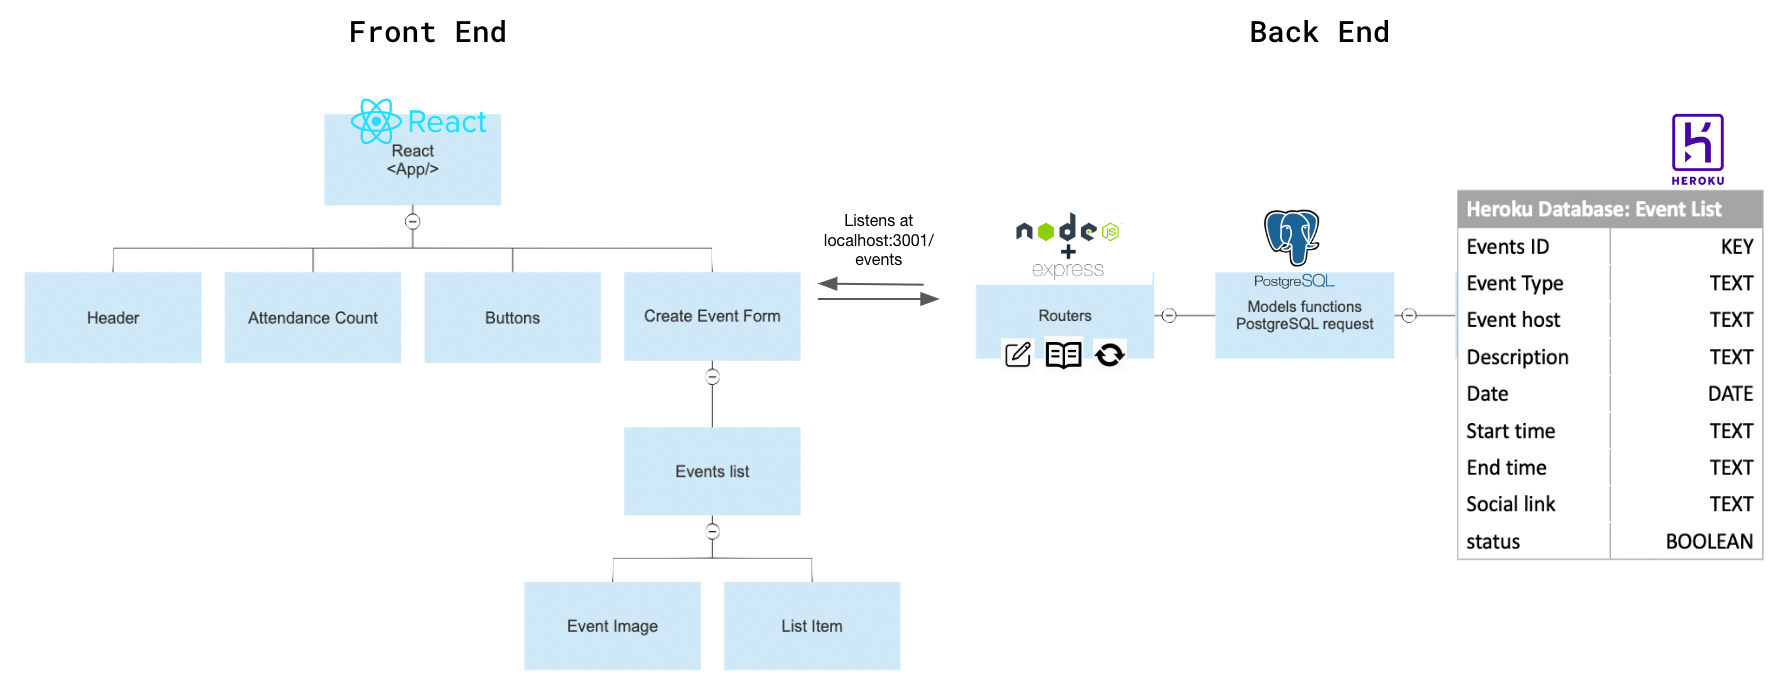 Front End
Back End
React
React
<App/>
Header
Attendance Count
Buttons
Create Event Form
Events list
Event Image
List Item
Listens at
localhost:3001/
events
node
JS
+
express
Routers
PostgreSQL
Models functions
PostgreSQL request
HEROKU
Heroku Database: Event List
Events ID KEY
Event Type TEXT
Event host TEXT
Description TEXT
Date DATE
Start time TEXT
End time TEXT
Social link TEXT
status BOOLEAN